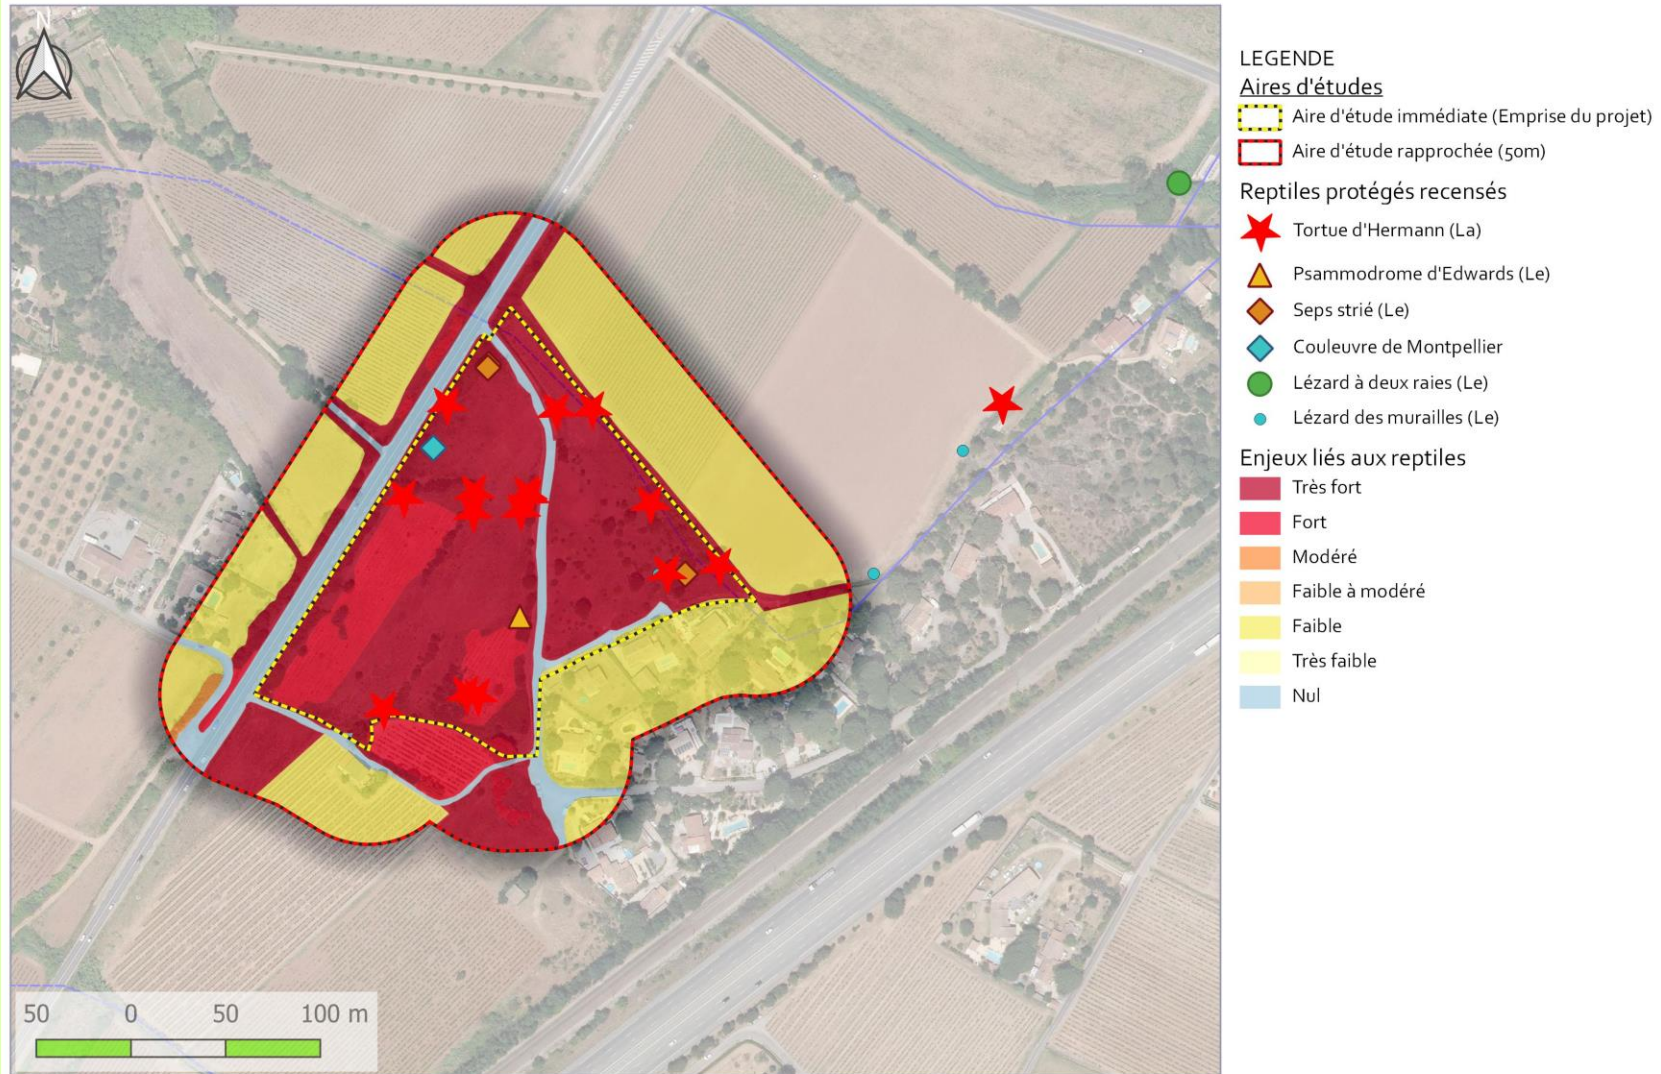 N
LEGENDE
Aires d'études
Aire d'étude immédiate (Emprise du projet)
Aire d'étude rapprochée (50m)
Reptiles protégés recensés
Tortue d'Hermann (La)
Psammodrome d'Edwards (Le)
Seps strié (Le)
Couleuvre de Montpellier
Lézard à deux raies (Le)
Lézard des murailles (Le)
Enjeux liés aux reptiles
Très fort
Fort
Modéré
Faible à modéré
Faible
Très faible
Nul
50 0 50 100 m